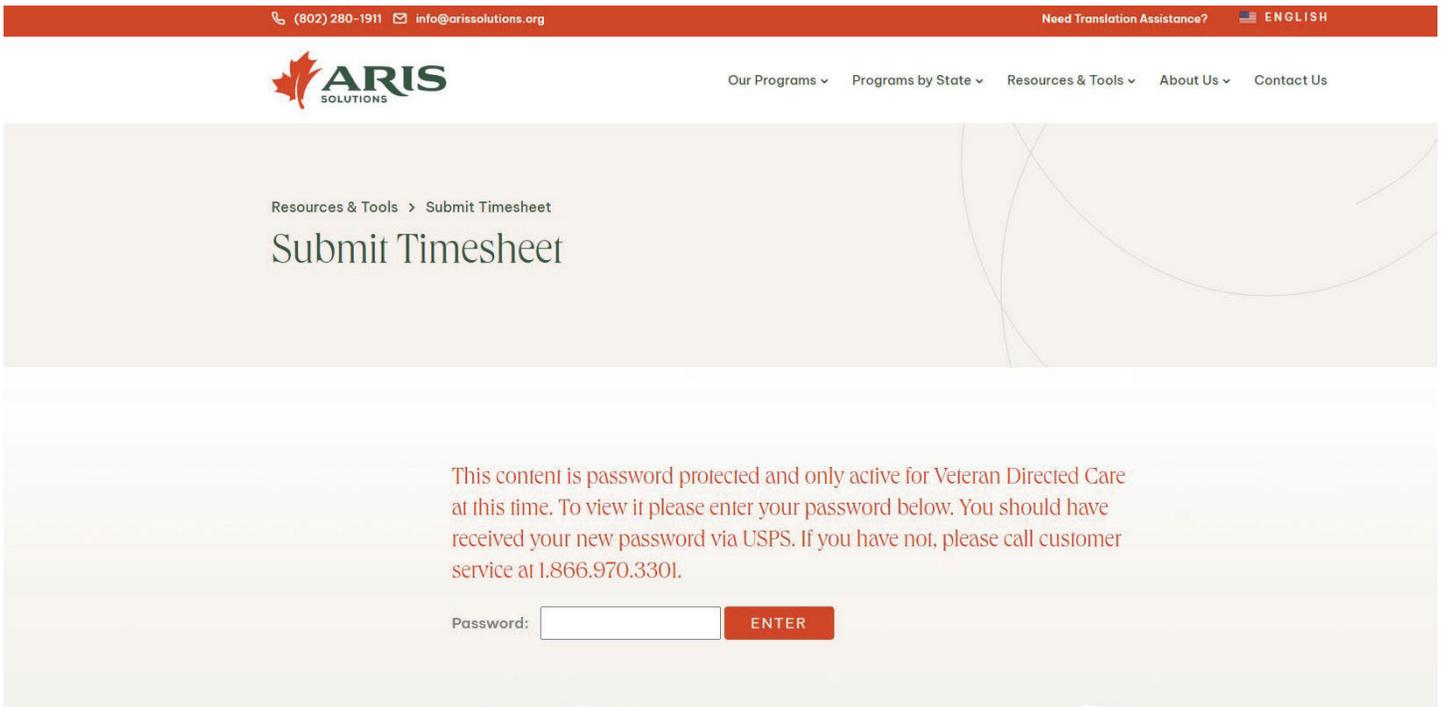 (802) 280-1911 info@arissolutions.org Need Translation Assistance? ENGLISH
ARIS
SOLUTIONS
Our Programs Programs by State Resources & Tools About Us Contact Us
Resources & Tools > Submit Timesheet
Submit Timesheet
This content is password protected and only active for Veteran Directed Care
at this time. To view it please enter your password below. You should have
received your new password via USPS. If you have not, please call customer
service at 1.866.970.3301.
Password: ENTER